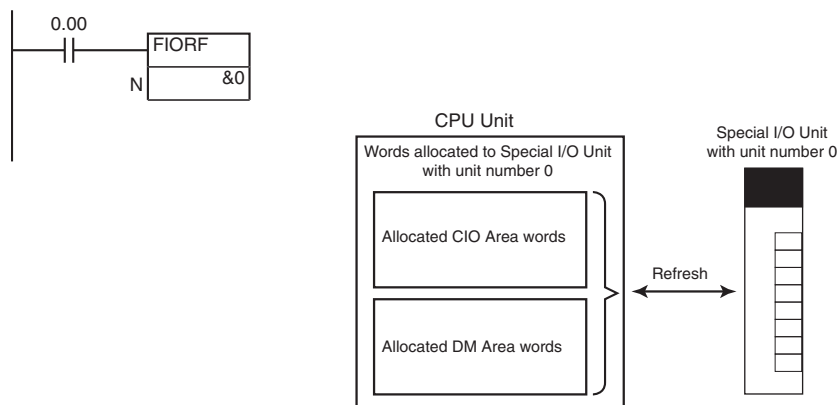 0.00
FIORF
N
&0
CPU Unit
Words allocated to Special I/O Unit
with unit number 0
Allocated CIO Area words
Allocated DM Area words
Refresh
Special I/O Unit
with unit number 0